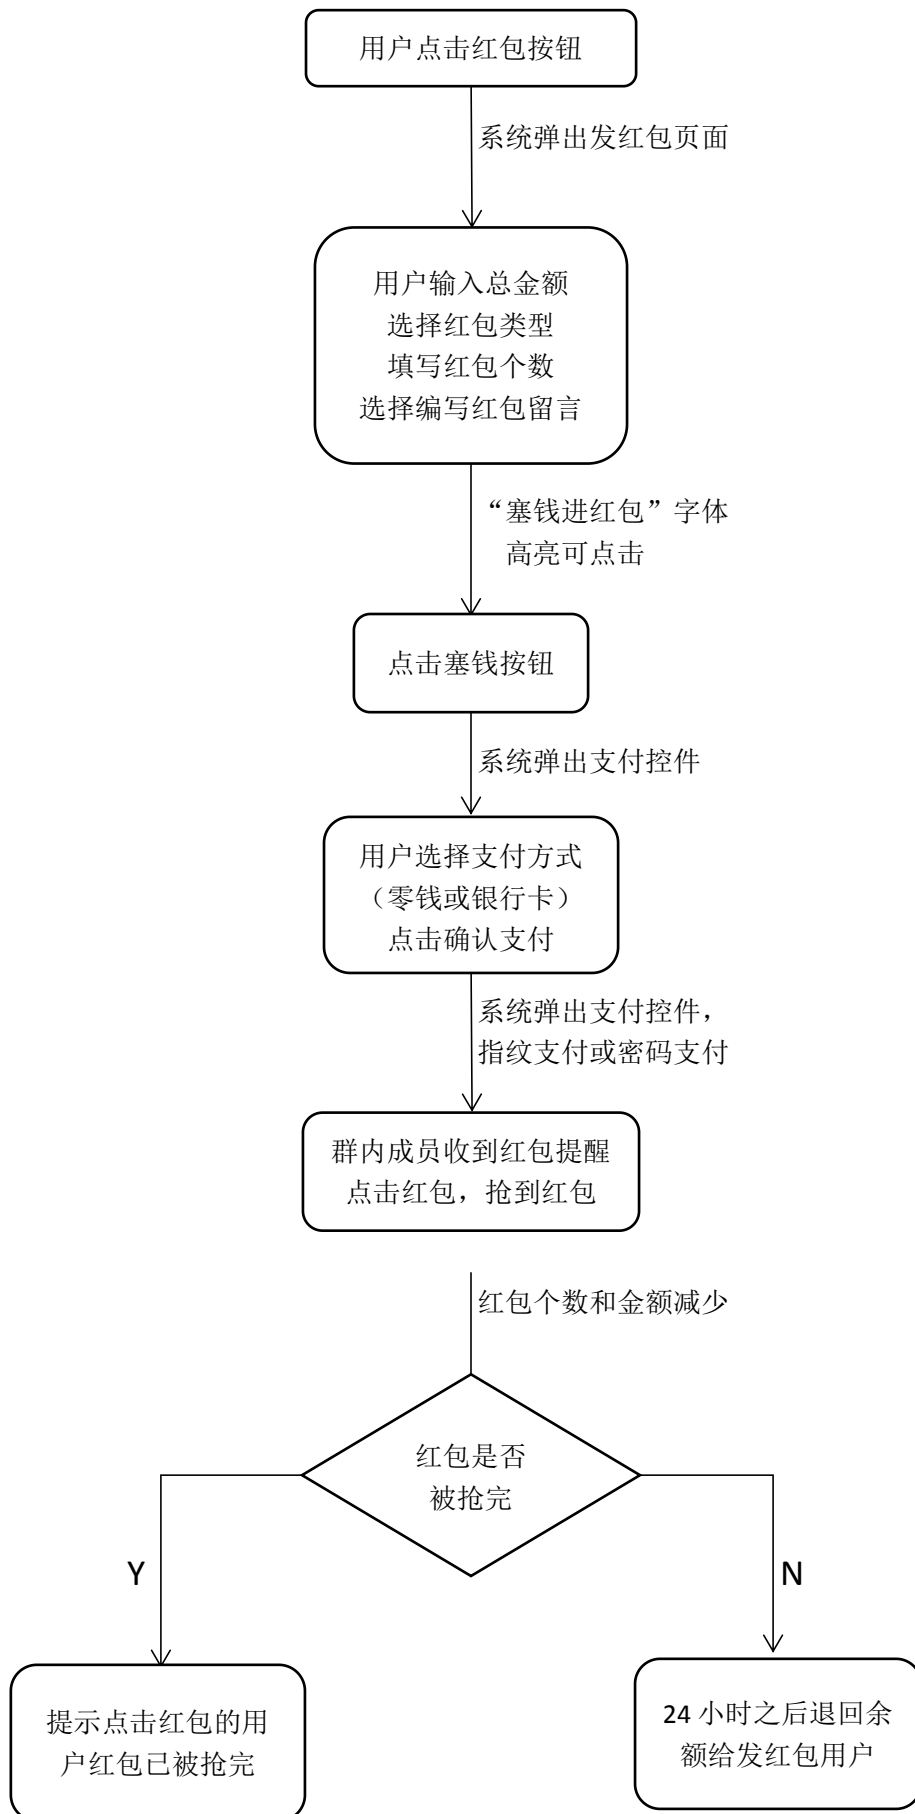 用户点击红包按钮
系统弹出发红包页面
用户输入总金额
选择红包类型
填写红包个数
选择编写红包留言
“塞钱进红包”字体
高亮可点击
点击塞钱按钮
系统弹出支付控件
用户选择支付方式
（零钱或银行卡）
点击确认支付
系统弹出支付控件，
指纹支付或密码支付
群内成员收到红包提醒
点击红包，抢到红包
红包个数和金额减少
红包是否
被抢完
Y
N
提示点击红包的用
户红包已被抢完
24 小时之后退回余
额给发红包用户